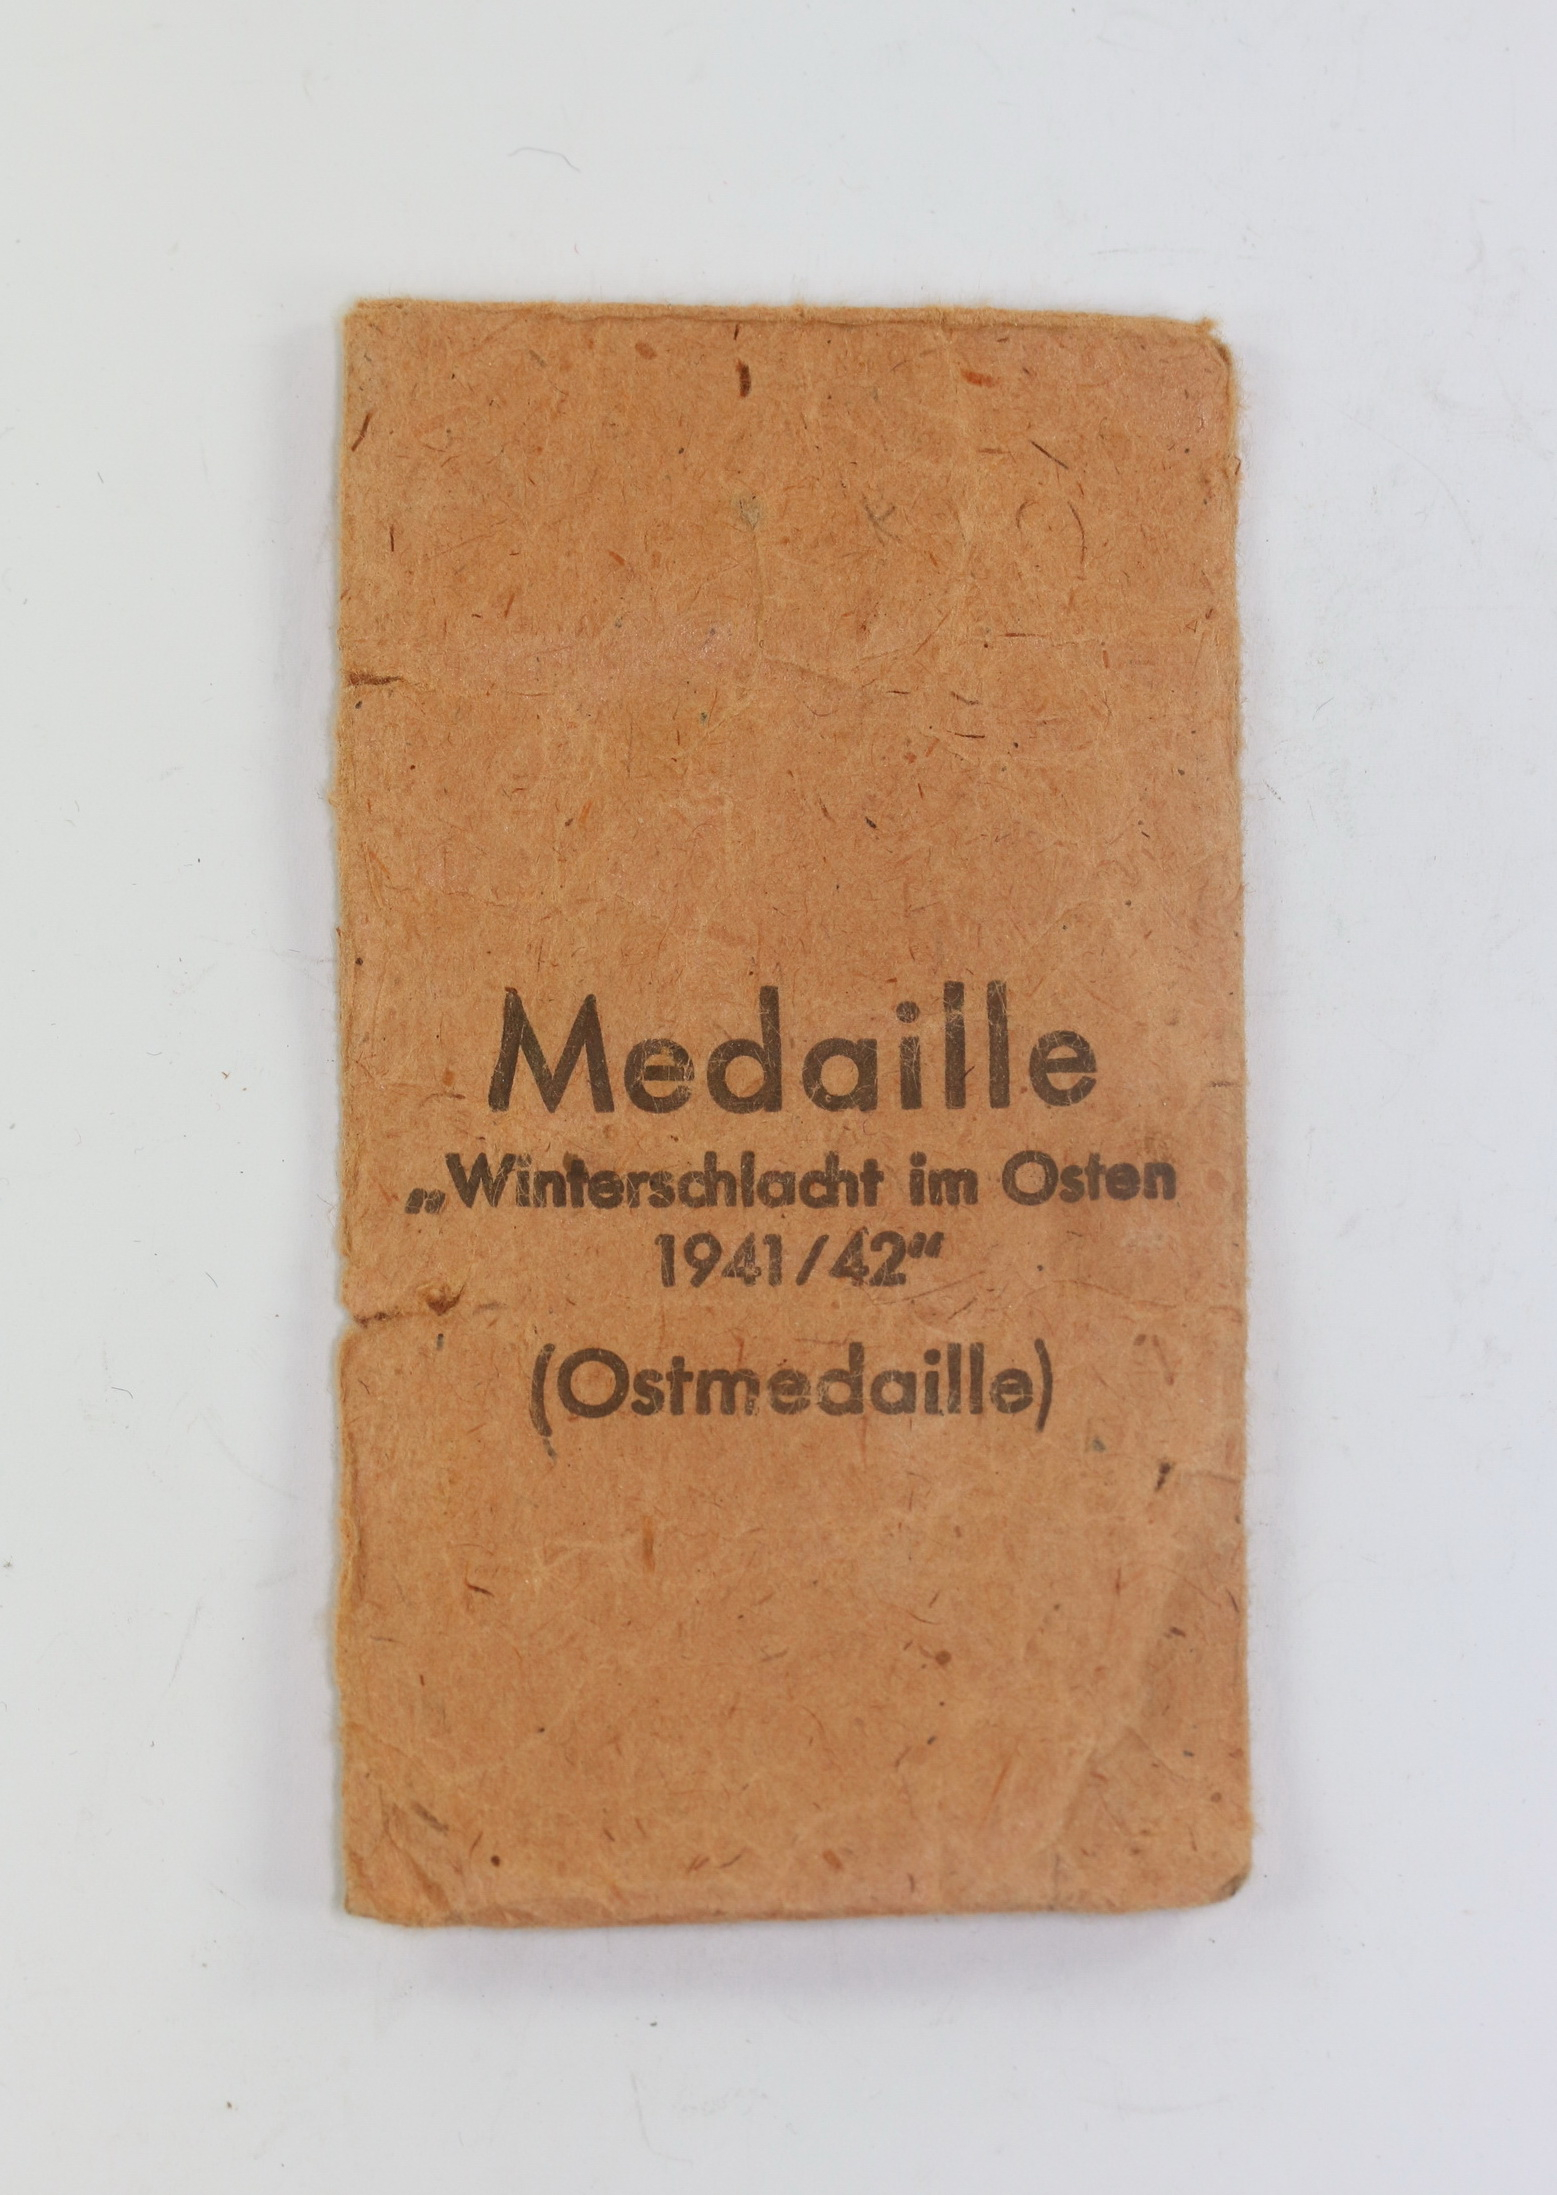 Medaille
„Winterschlacht im Osten
1941/42“
(Ostmedaille)